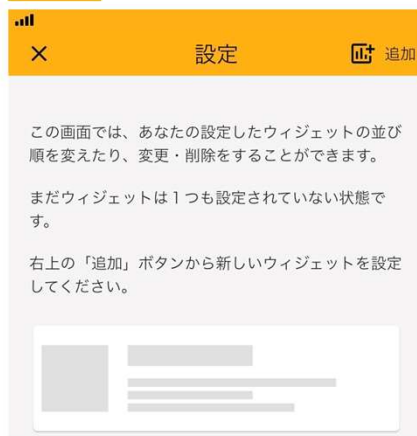 設定
追加
この画面では、あなたの設定したウィジェットの並び
順を変えたり、変更・削除をすることができます。
まだウィジェットは1つも設定されていない状態で
す。
右上の「追加」ボタンから新しいウィジェットを設定
してください。